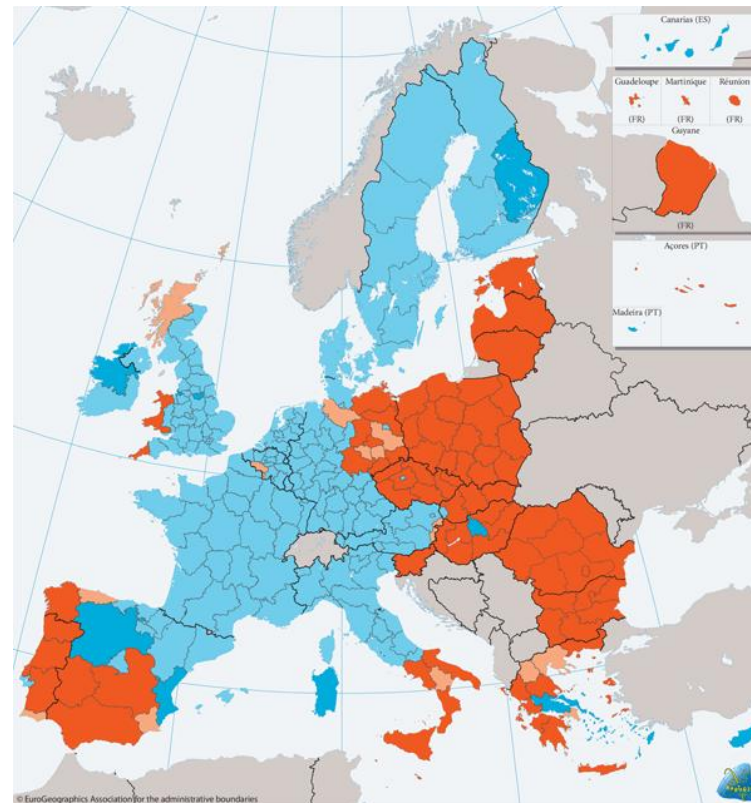 Canarias (ES)
Guadeloupe Martinique Réunion
(FR) (FR) (FR)
Guyane
(FR)
Açores (PT)
Madeira (PT)
© EuroGeographics Association for the administrative boundaries